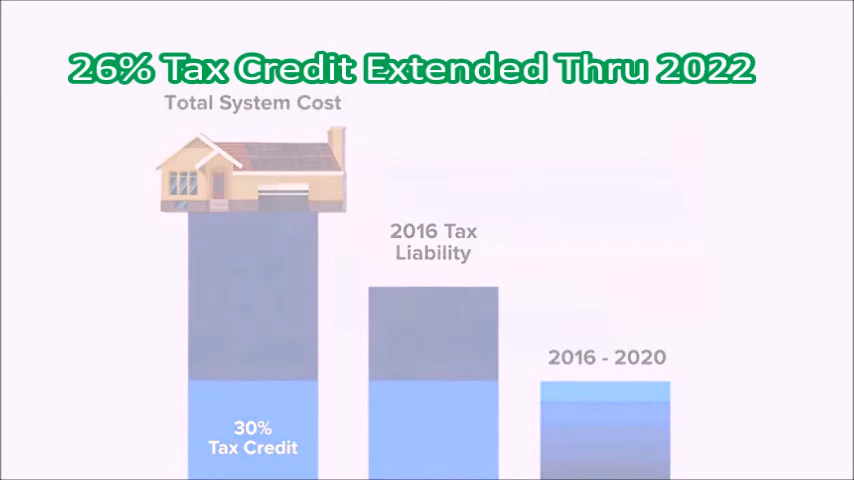 26% Tax Credit Extended Thru 2022
Total System Cost
2016 Tax
Liability
2016 - 2020
30%
Tax Credit